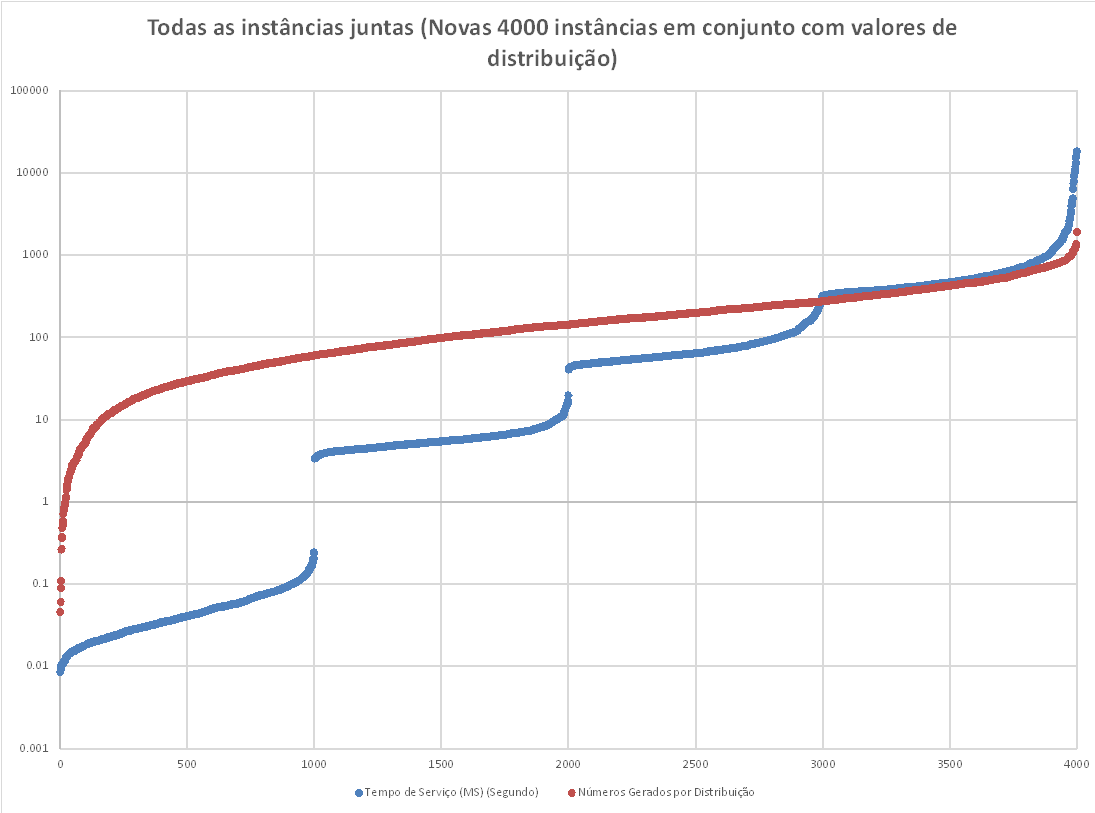 Todas as instâncias juntas (Novas 4000 instâncias em conjunto com valores de
distribuição)
100000
10000
1000
100
10
1
0.1
0.01
0.001
0 500 1000 1500 2000 2500 3000 3500 4000
Tempo de Serviço (MS) (Segundo) Números Gerados por Distribuição